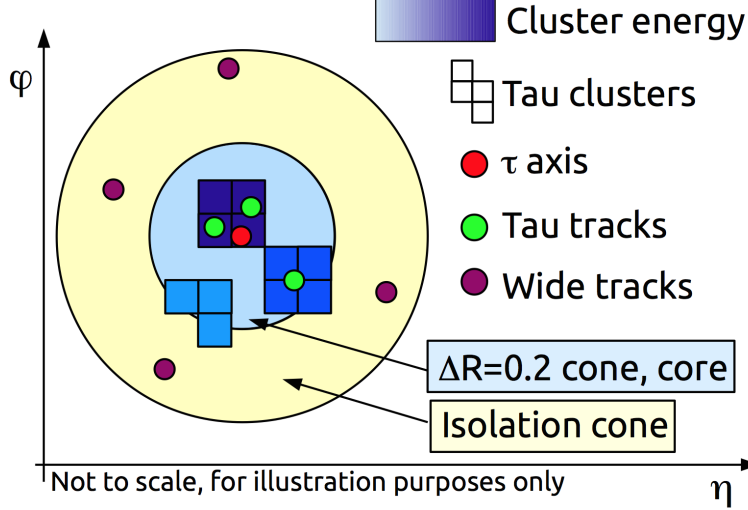 Cluster energy
φ
Tau clusters
τ axis
Tau tracks
Wide tracks
ΔR=0.2 cone, core
Isolation cone
Not to scale, for illustration purposes only
η